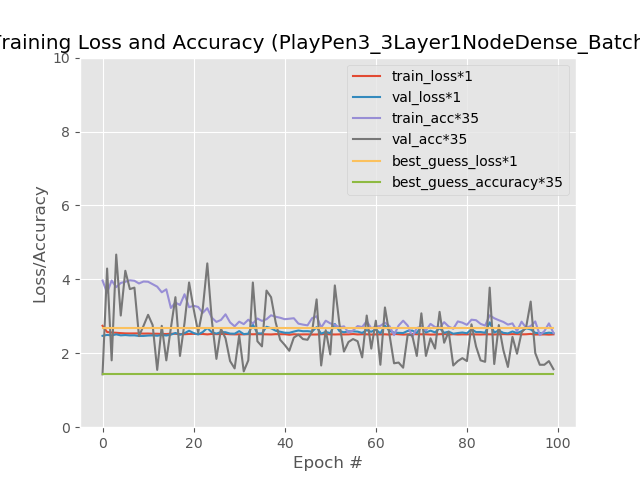 Training Loss and Accuracy (PlayPen3_3Layer1NodeDense_Batch
10
8
6
4
2
0
Loss/Accuracy
train_loss*1
val_loss*1
train_acc*35
val_acc*35
best_guess_loss*1
best_guess_accuracy*35
0 20 40 60 80 100
Epoch #